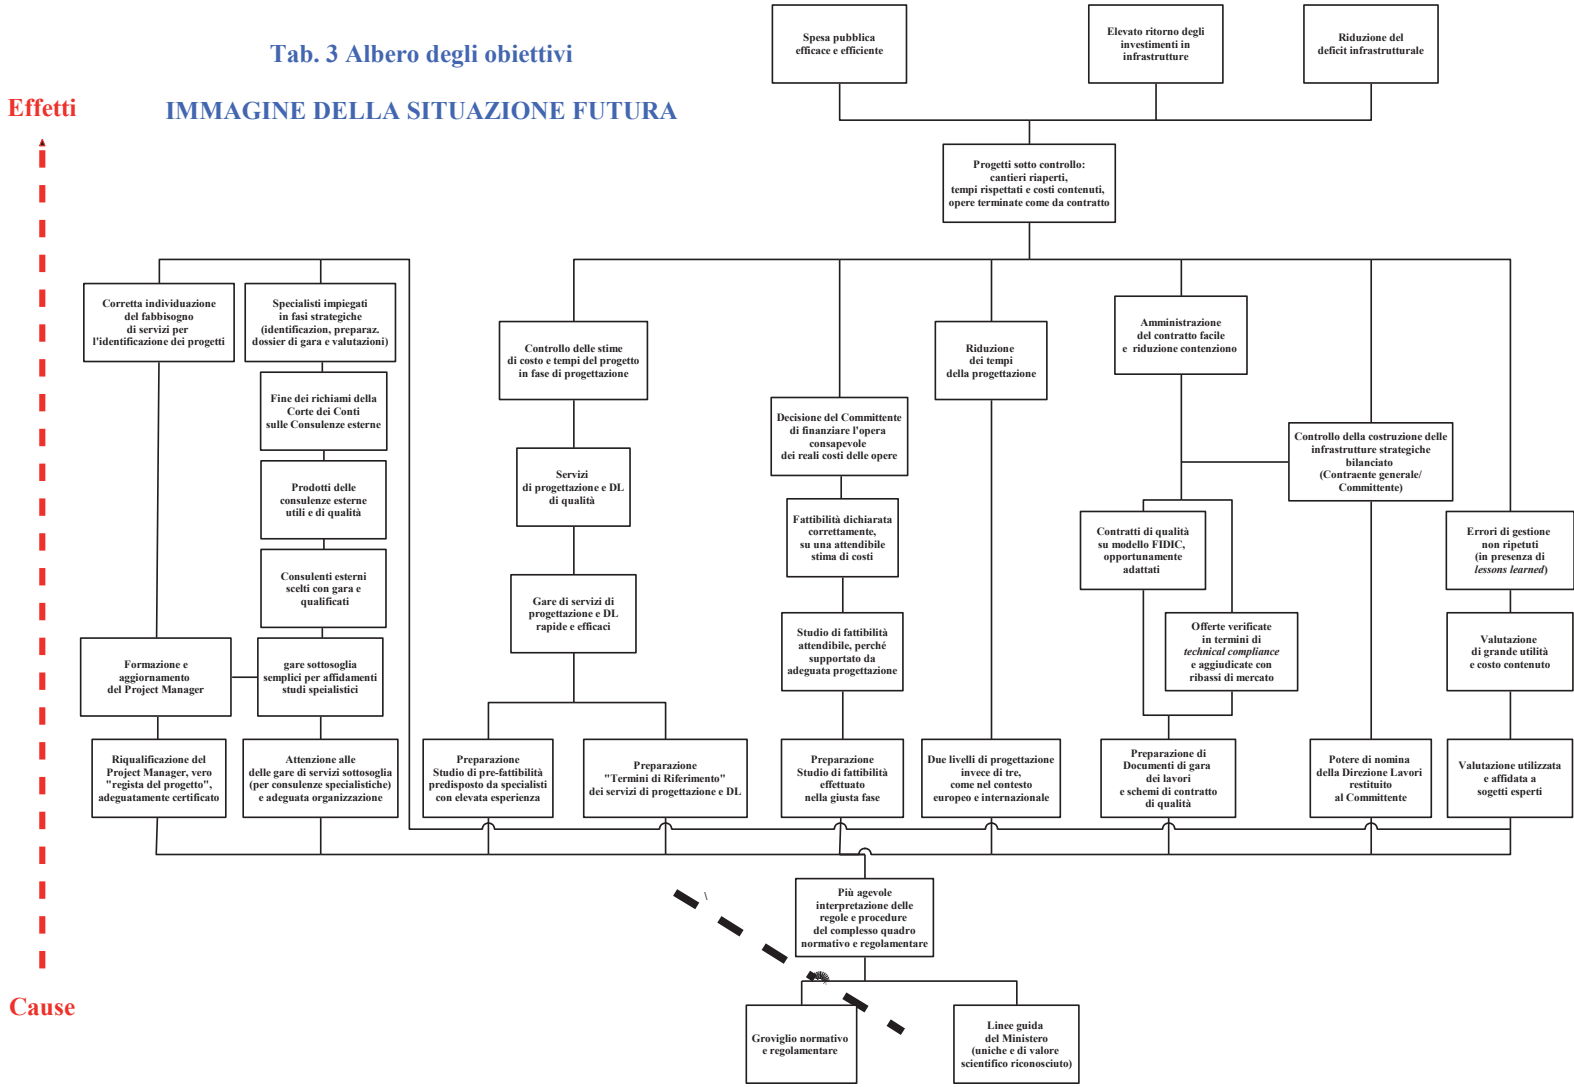 Tab. 3 Albero degli obiettivi
IMMAGINE DELLA SITUAZIONE FUTURA
Effetti
Cause
Spesa pubblica
efficace e efficiente
Elevato ritorno degli
investimenti in
infrastrutture
Riduzione del
deficit infrastrutturale
Progetti sotto controllo:
cantieri riaperti,
tempi rispettati e costi contenuti,
opere terminate come da contratto
Corretta individuazione
del fabbisogno
di servizi per
l'identificazione dei progetti
Specialisti impiegati
in fasi strategiche
(identificazion, preparaz.
dossier di gara e valutazioni)
Fine dei richiami della
Corte dei Conti
sulle Consulenze esterne
Prodotti delle
consulenze esterne
utili e di qualità
Consulenti esterni
scelti con gara e
qualificati
Formazione e
aggiornamento
del Project Manager
gare sottosoglia
semplici per affidamenti
studi speialistici
Riqualificazione del
Project Manager, vero
"regista del progetto",
adeguatamente certificato
Attenzione alle
delle gare di servizi sottosoglia
(per consulenze specialistiche)
e adeguata organizzazione
Controllo delle stime
di costo e tempi del progetto
in fase di progettazione
Servizi
di progettazione e DL
di qualità
Gare di servizi di
progettazione e DL
rapide e efficaci
Preparazione
Studio di pre-fattibilità
predisposto da specialisti
con elevata esperienza
Preparazione
"Termini di Riferimento"
dei servizi di progettazione e DL
Decisione del Committente
di finanziare l'opera
consapevole
dei reali costi delle opere
Fattibilità dichiarata
correttamente,
su una attendibile
stima di costi
Studio di fattibilità
attendibile, perché
supportato da
adeguata progettazione
Preparazione
Studio di fattibilità
effettuato
nella giusta fase
Riduzione
dei tempi
della progettazione
Due livelli di progettazione
invece di tre,
come nel contesto
europeo e internazionale
Amministrazione
del contratto facile
e riduzione contenziono
Contratti di qualità
su modello FIDIC,
opportunamente
adattati
Offerte verificate
in termini di
technical compliance
e aggiudicate con
ribassi di mercato
Preparazione di
Documenti di gara
dei lavori
e schemi di contratto
di qualità
Controllo della costruzione delle
infrastrutture strategiche
bilanciato
(Contraente generale/
Committente)
Potere di nomina
della Direzione Lavori
restituito
al Committente
Errori di gestione
non ripetuti
(in presenza di
lessons learned)
Valutazione
di grande utilità
e costo contenuto
Valutazione utilizzata
e affidata a
sogetti esperti
Più agevole
interpretazione delle
regole e procedure
del complesso quadro
normativo e regolamentare
Groviglio normativo
e regolamentare
Linee guida
del Ministero
(uniche e di valore
scientifico riconosciuto)